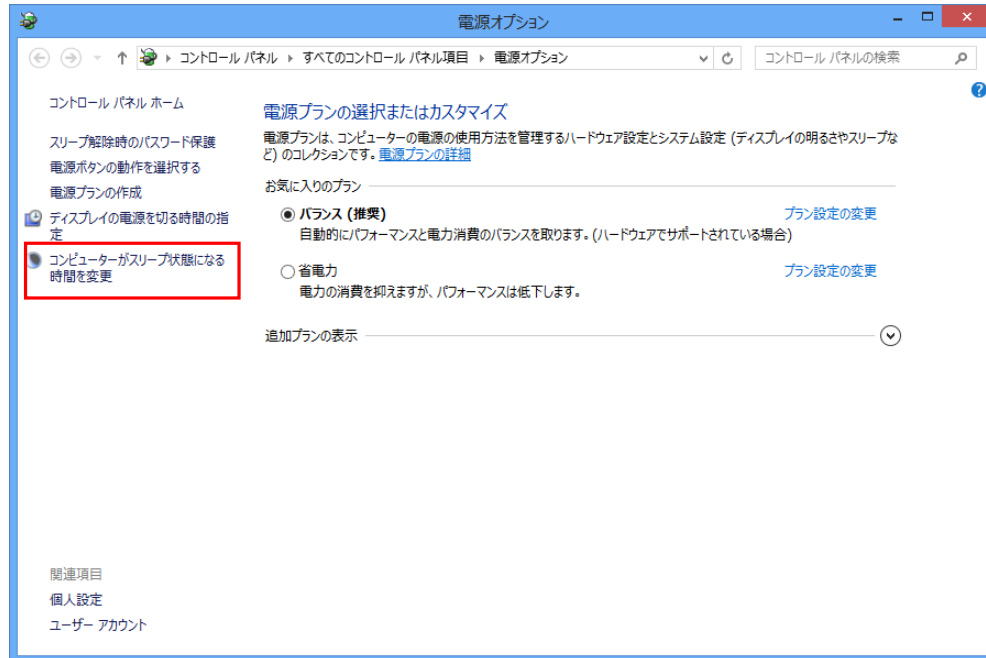 電源オプション
コントロール パネル ▸ すべてのコントロール パネル項目 ▸ 電源オプション
コントロール パネルの検索
コントロール パネル ホーム
スリープ解除時のパスワード保護
電源ボタンの動作を選択する
電源プランの作成
ディスプレイの電源を切る時間の指
定
コンピューターがスリープ状態になる
時間を変更
電源プランの選択またはカスタマイズ
電源プランは、コンピューターの電源の使用方法を管理するハードウェア設定とシステム設定 (ディスプレイの明るさやスリープな
ど) のコレクションです。電源プランの詳細
お気に入りのプラン
バランス (推奨) プラン設定の変更
自動的にパフォーマンスと電力消費のバランスを取ります。(ハードウェアでサポートされている場合)
省電力 プラン設定の変更
電力の消費を抑えますが、パフォーマンスは低下します。
追加プランの表示
関連項目
個人設定
ユーザー アカウント